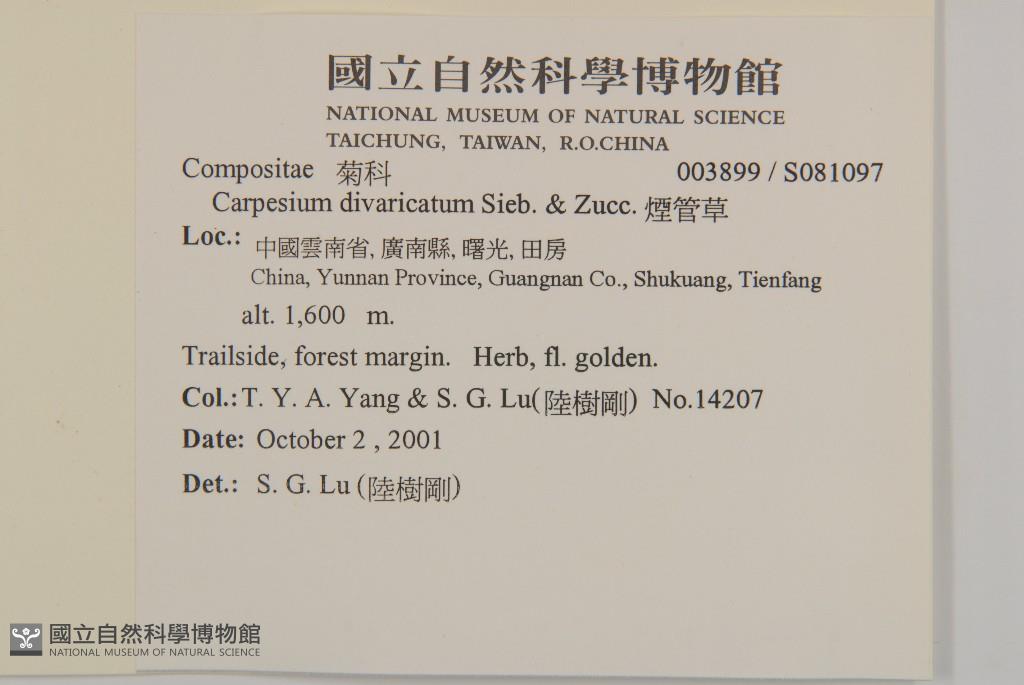 國立自然科學博物館
NATIONAL MUSEUM OF NATURAL SCIENCE
TAICHUNG, TAIWAN, R.O.CHINA
Compositae 菊科 003899 / S081097
Carpesium divaricatum Sieb. & Zucc. 煙管草
Loc.: 中國雲南省, 廣南縣, 曙光, 田房
China, Yunnan Province, Guangnan Co., Shukuang, Tienfang
alt. 1,600 m.
Trailside, forest margin. Herb, fl. golden.
Col.: T. Y. A. Yang & S. G. Lu(陸樹剛) No.14207
Date: October 2 , 2001
Det.: S. G. Lu (陸樹剛)
國立自然科學博物館
NATIONAL MUSEUM OF NATURAL SCIENCE